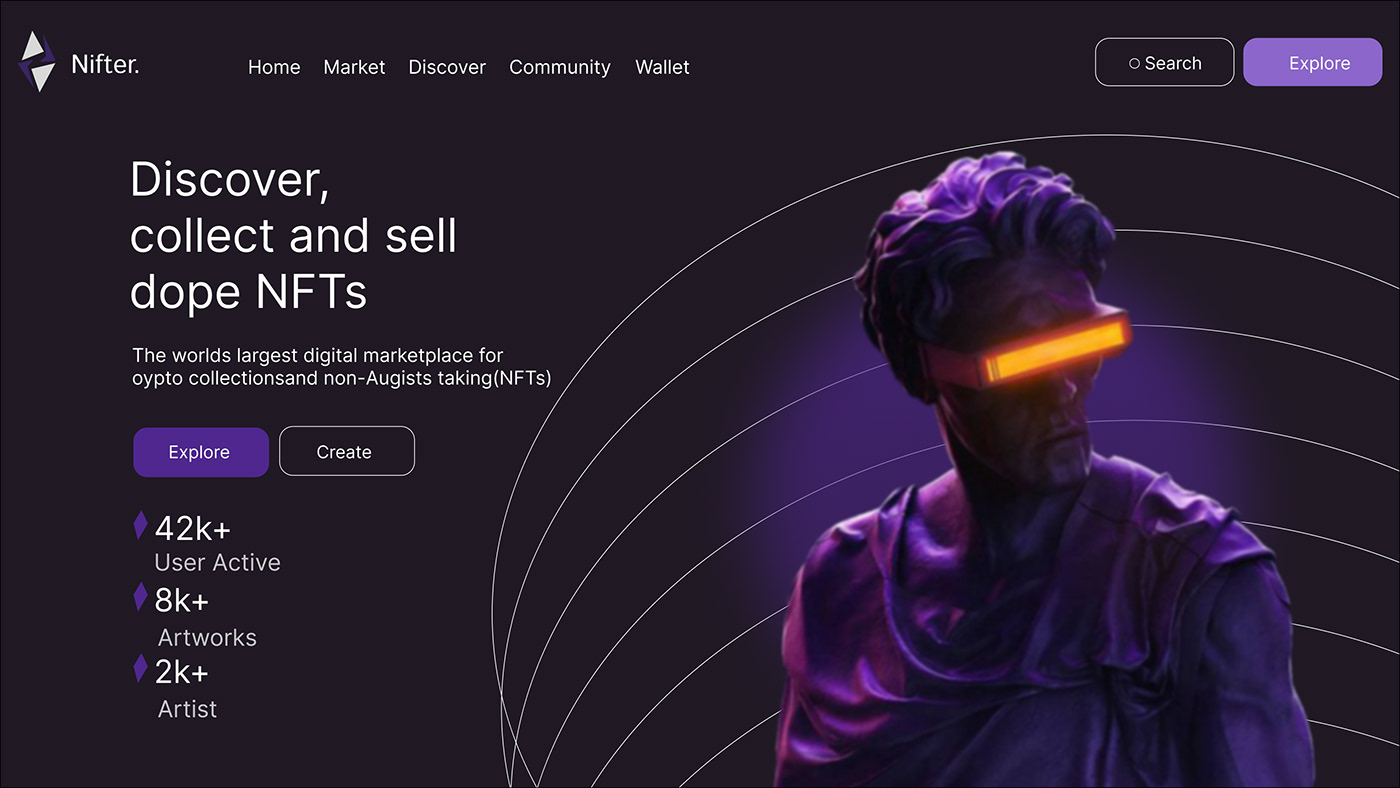 Nifter.
Home Market Discover Community Wallet
Search
Explore
Discover,
collect and sell
dope NFTs
The worlds largest digital marketplace for
oypto collectionsand non-Augists taking(NFTs)
Explore
Create
42k+
User Active
8k+
Artworks
2k+
Artist